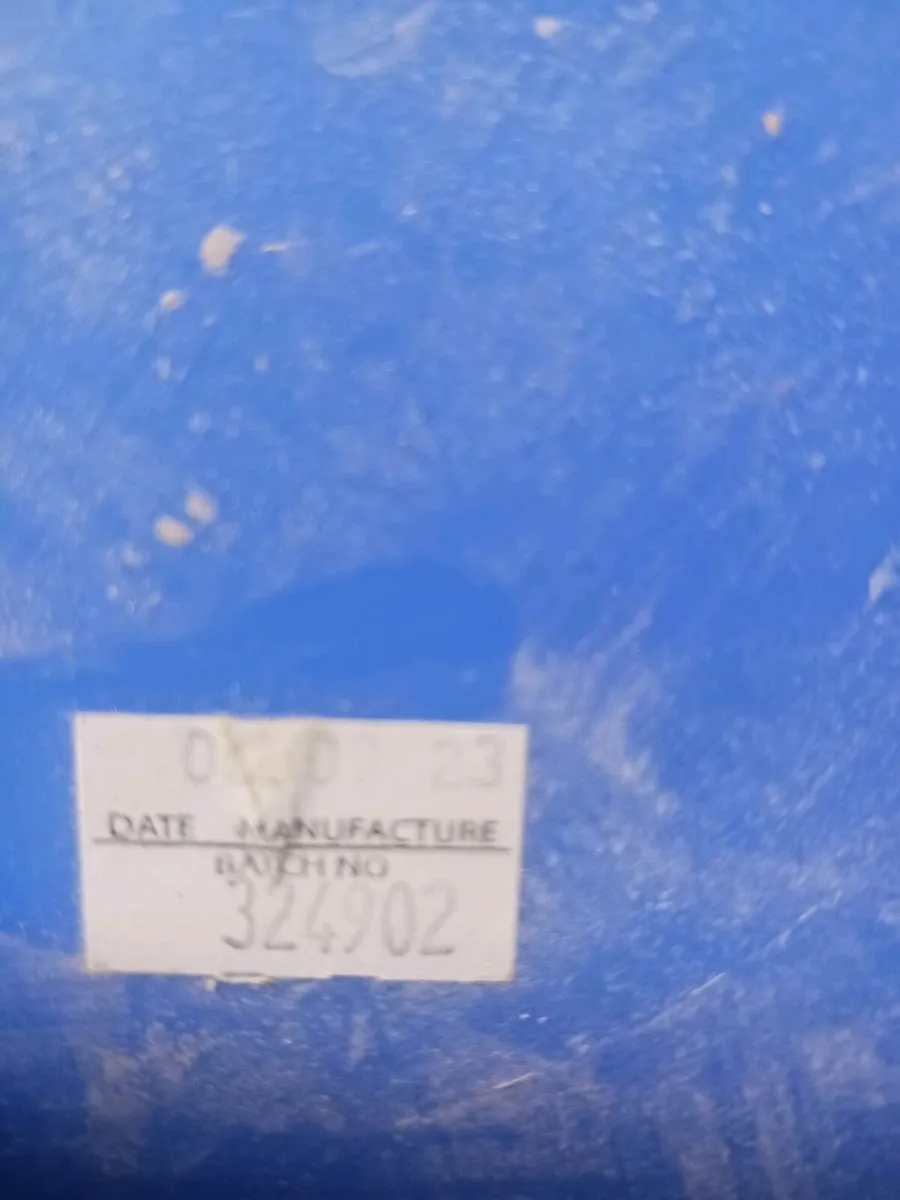 23
DATE MANUFACTURE
BATCH NO
324902